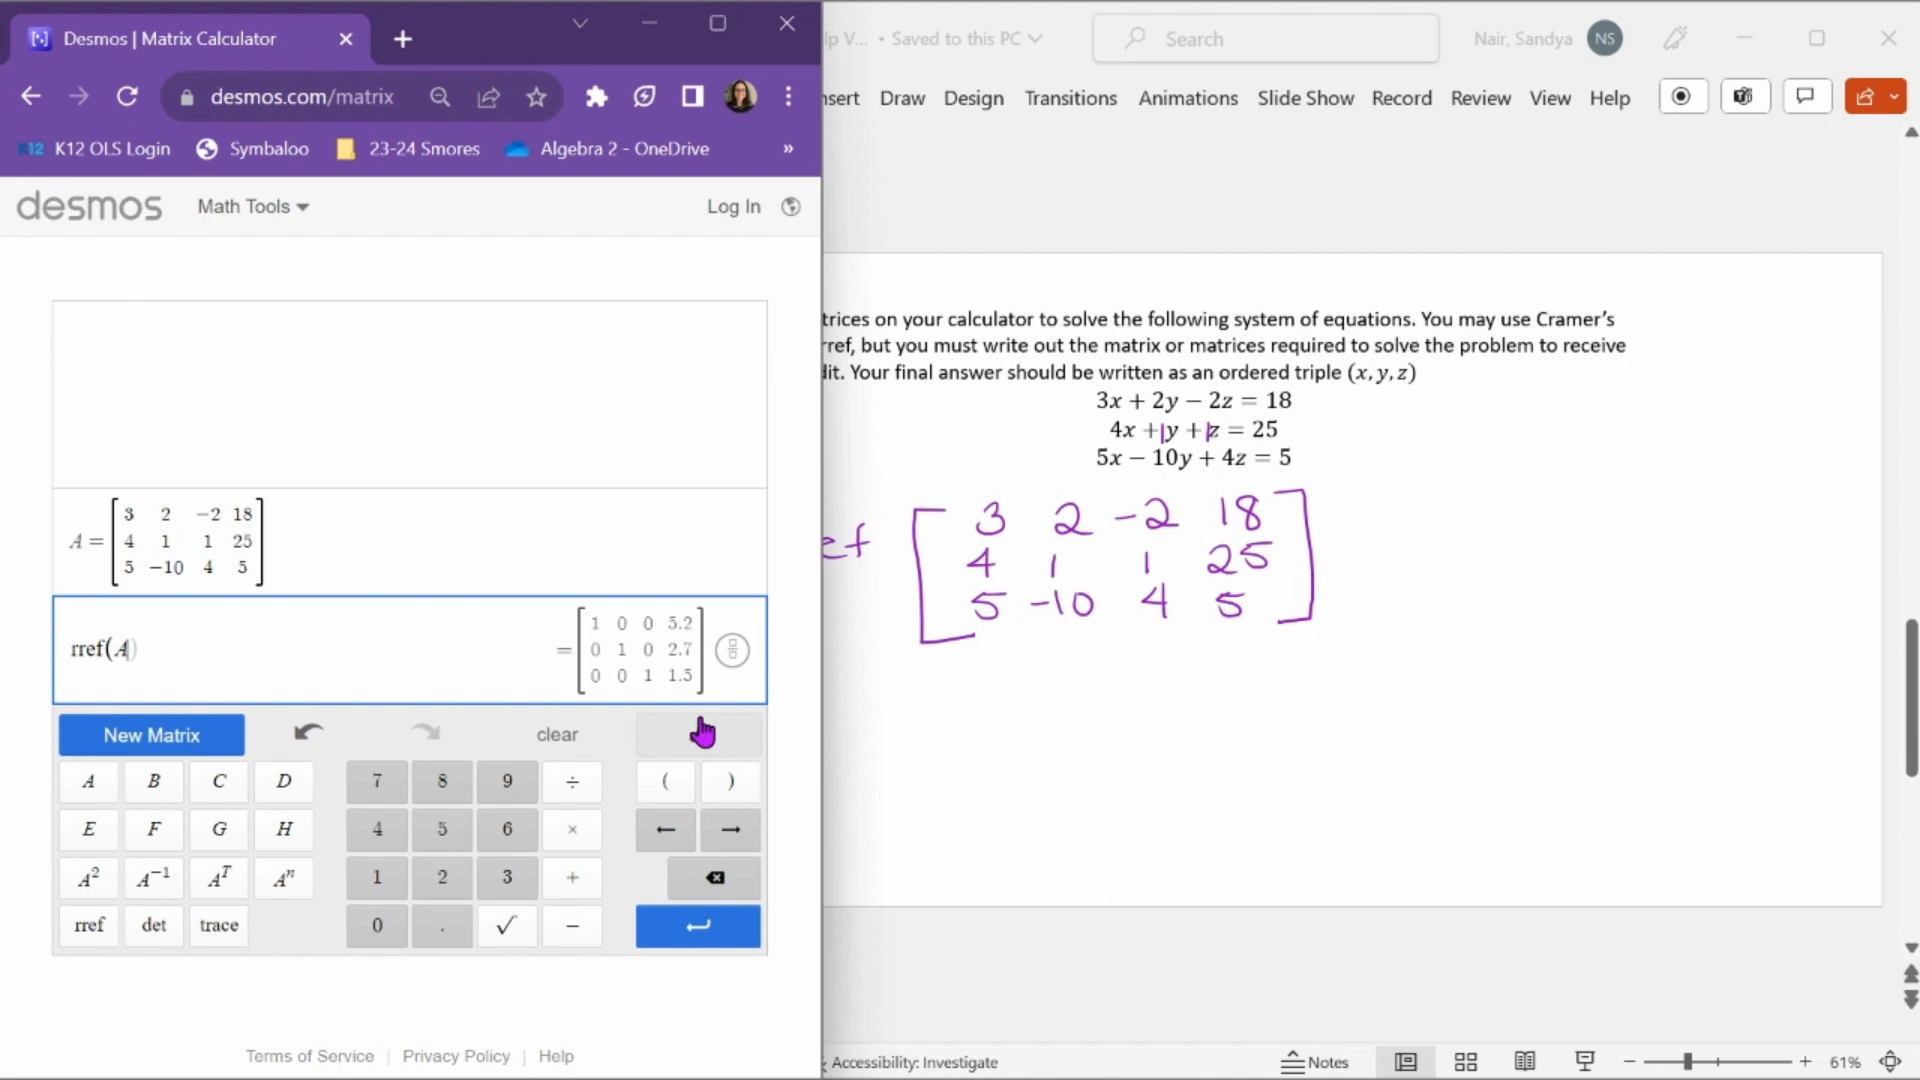 Desmos | Matrix Calculator
desmos.com/matrix
K12 K12 OLS Login Symbaloo 23-24 Smores Algebra 2 - OneDrive »
desmos Math Tools Log In
A = [3 2 −2 18
4 1 1 25
5 −10 4 5]
rref(A) = [1 0 0 5.2
0 1 0 2.7
0 0 1 1.5]
New Matrix clear
A B C D 7 8 9 ÷ ( )
E F G H 4 5 6 × ← →
A² A⁻¹ Aᵀ Aⁿ 1 2 3 +
rref det trace 0 . √ −
Terms of Service | Privacy Policy | Help
lp V... • Saved to this PC Search Nair, Sandya NS
nsert Draw Design Transitions Animations Slide Show Record Review View Help
trices on your calculator to solve the following system of equations. You may use Cramer's
rref, but you must write out the matrix or matrices required to solve the problem to receive
dit. Your final answer should be written as an ordered triple (x, y, z)
3x + 2y − 2z = 18
4x + 1y + 1z = 25
5x − 10y + 4z = 5
ef [3 2 -2 18
4 1 1 25
5 -10 4 5]
Accessibility: Investigate Notes 61%